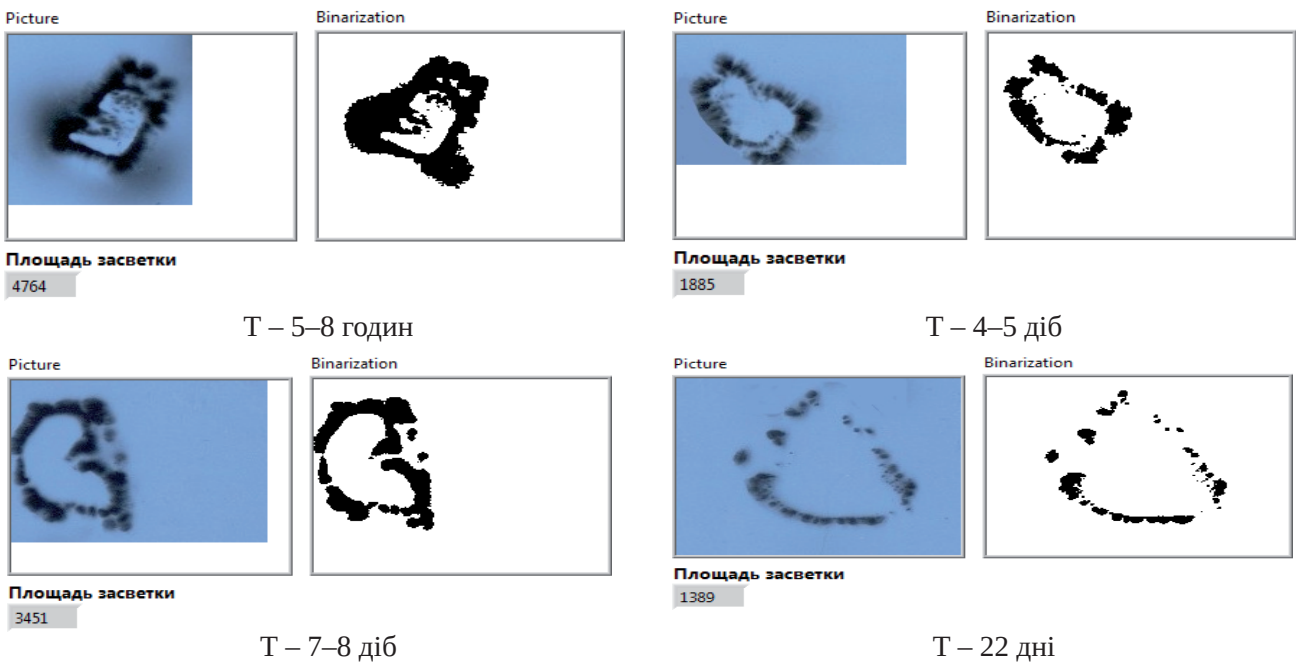 Picture
Binarization
Площадь засветки
4764
Т – 5–8 годин
Picture
Binarization
Площадь засветки
1885
Т – 4–5 діб
Picture
Binarization
Площадь засветки
3451
Т – 7–8 діб
Picture
Binarization
Площадь засветки
1389
Т – 22 дні